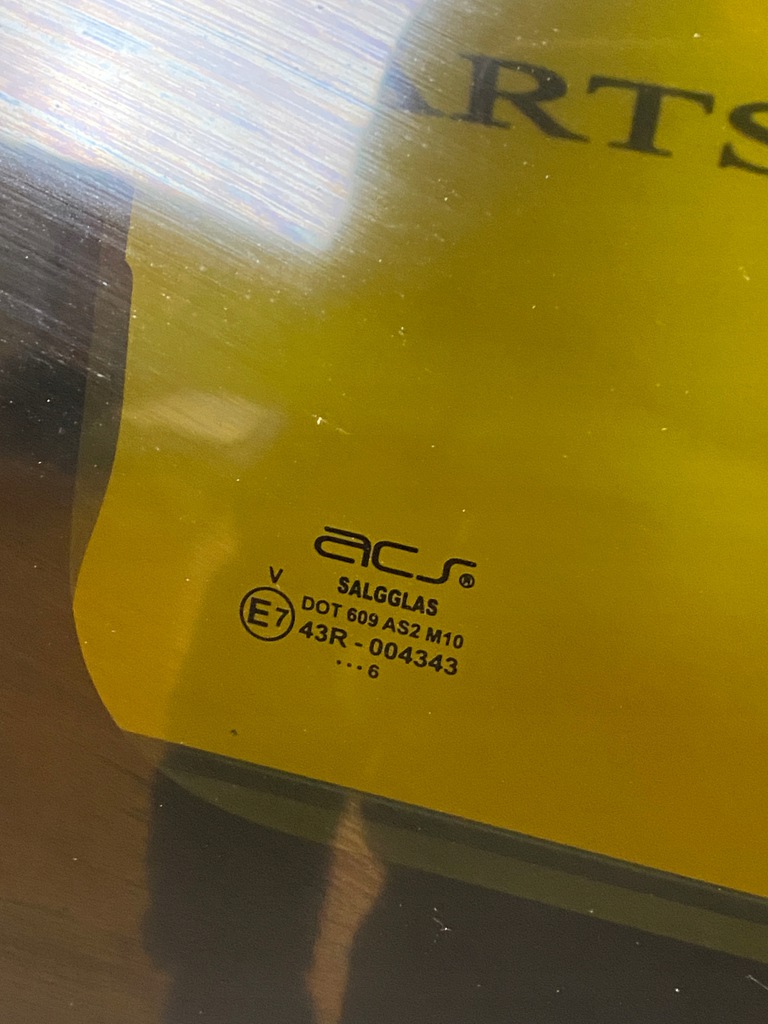 ARTS
acs®
SALGGLAS
V
E7
DOT 609 AS2 M10
43R - 004343
...6